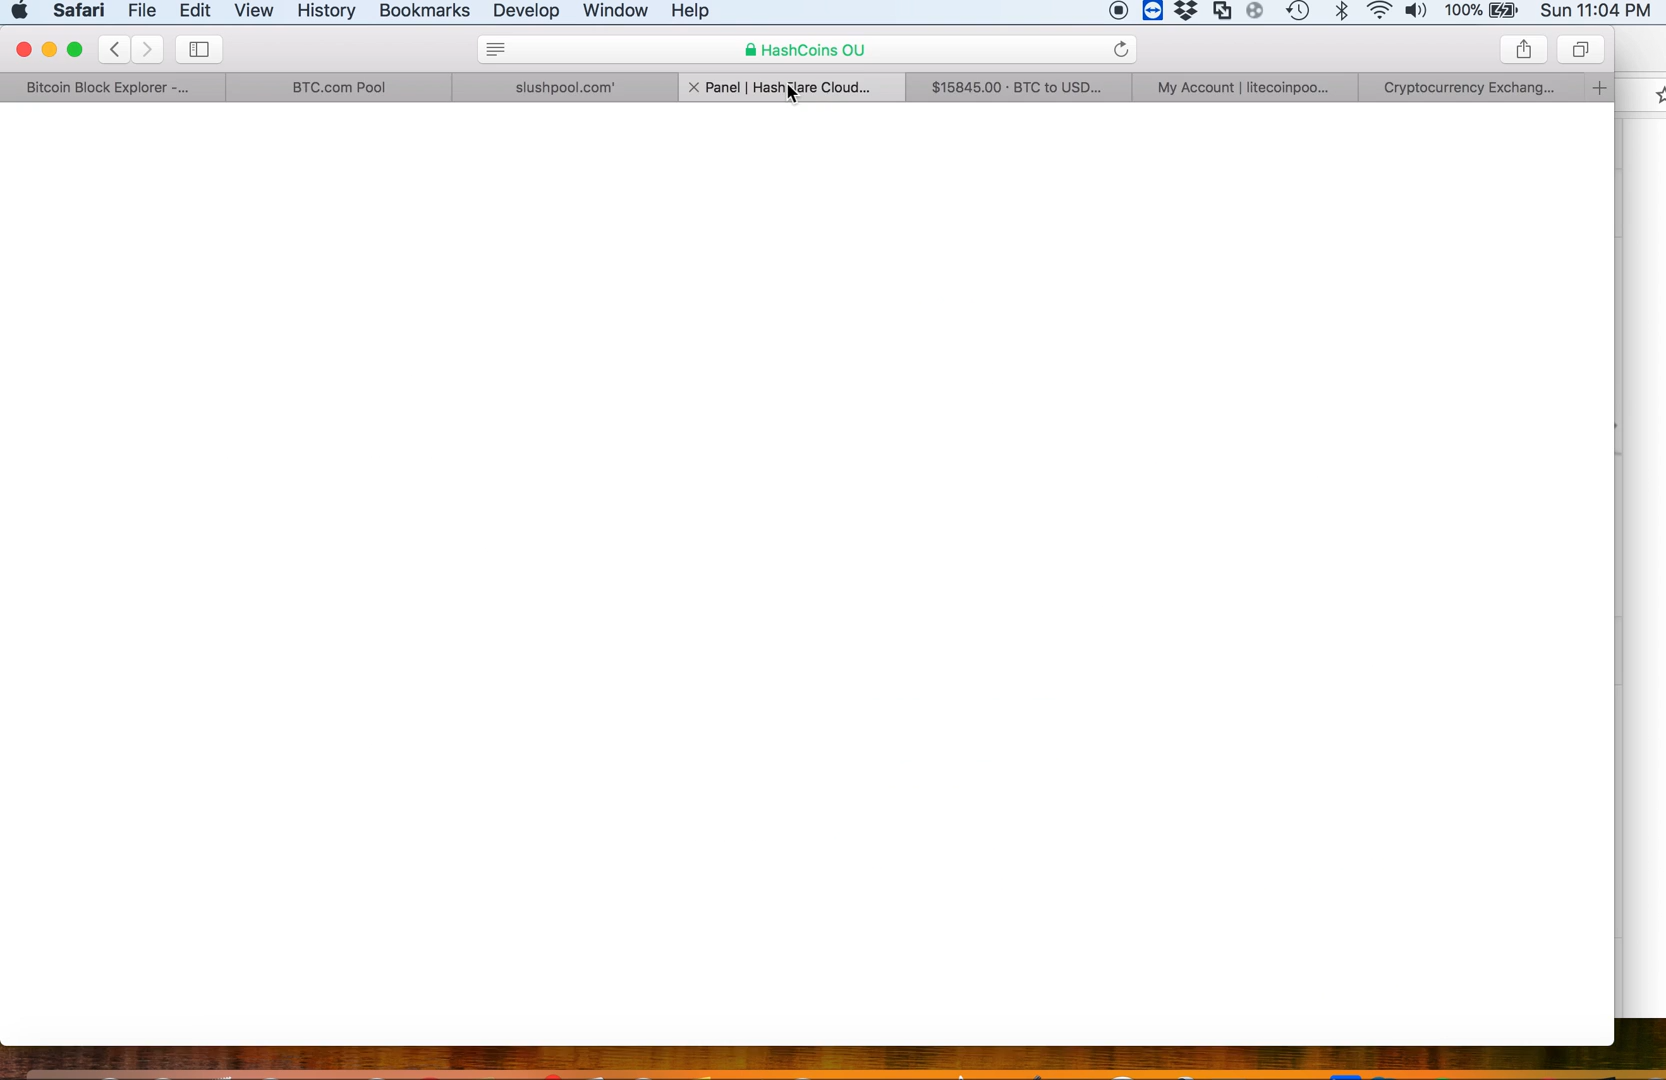 Safari File Edit View History Bookmarks Develop Window Help 100% Sun 11:04 PM
HashCoins OU
Bitcoin Block Explorer -... BTC.com Pool slushpool.com' Panel | HashFlare Cloud... $15845.00 · BTC to USD... My Account | litecoinpoo... Cryptocurrency Exchang...